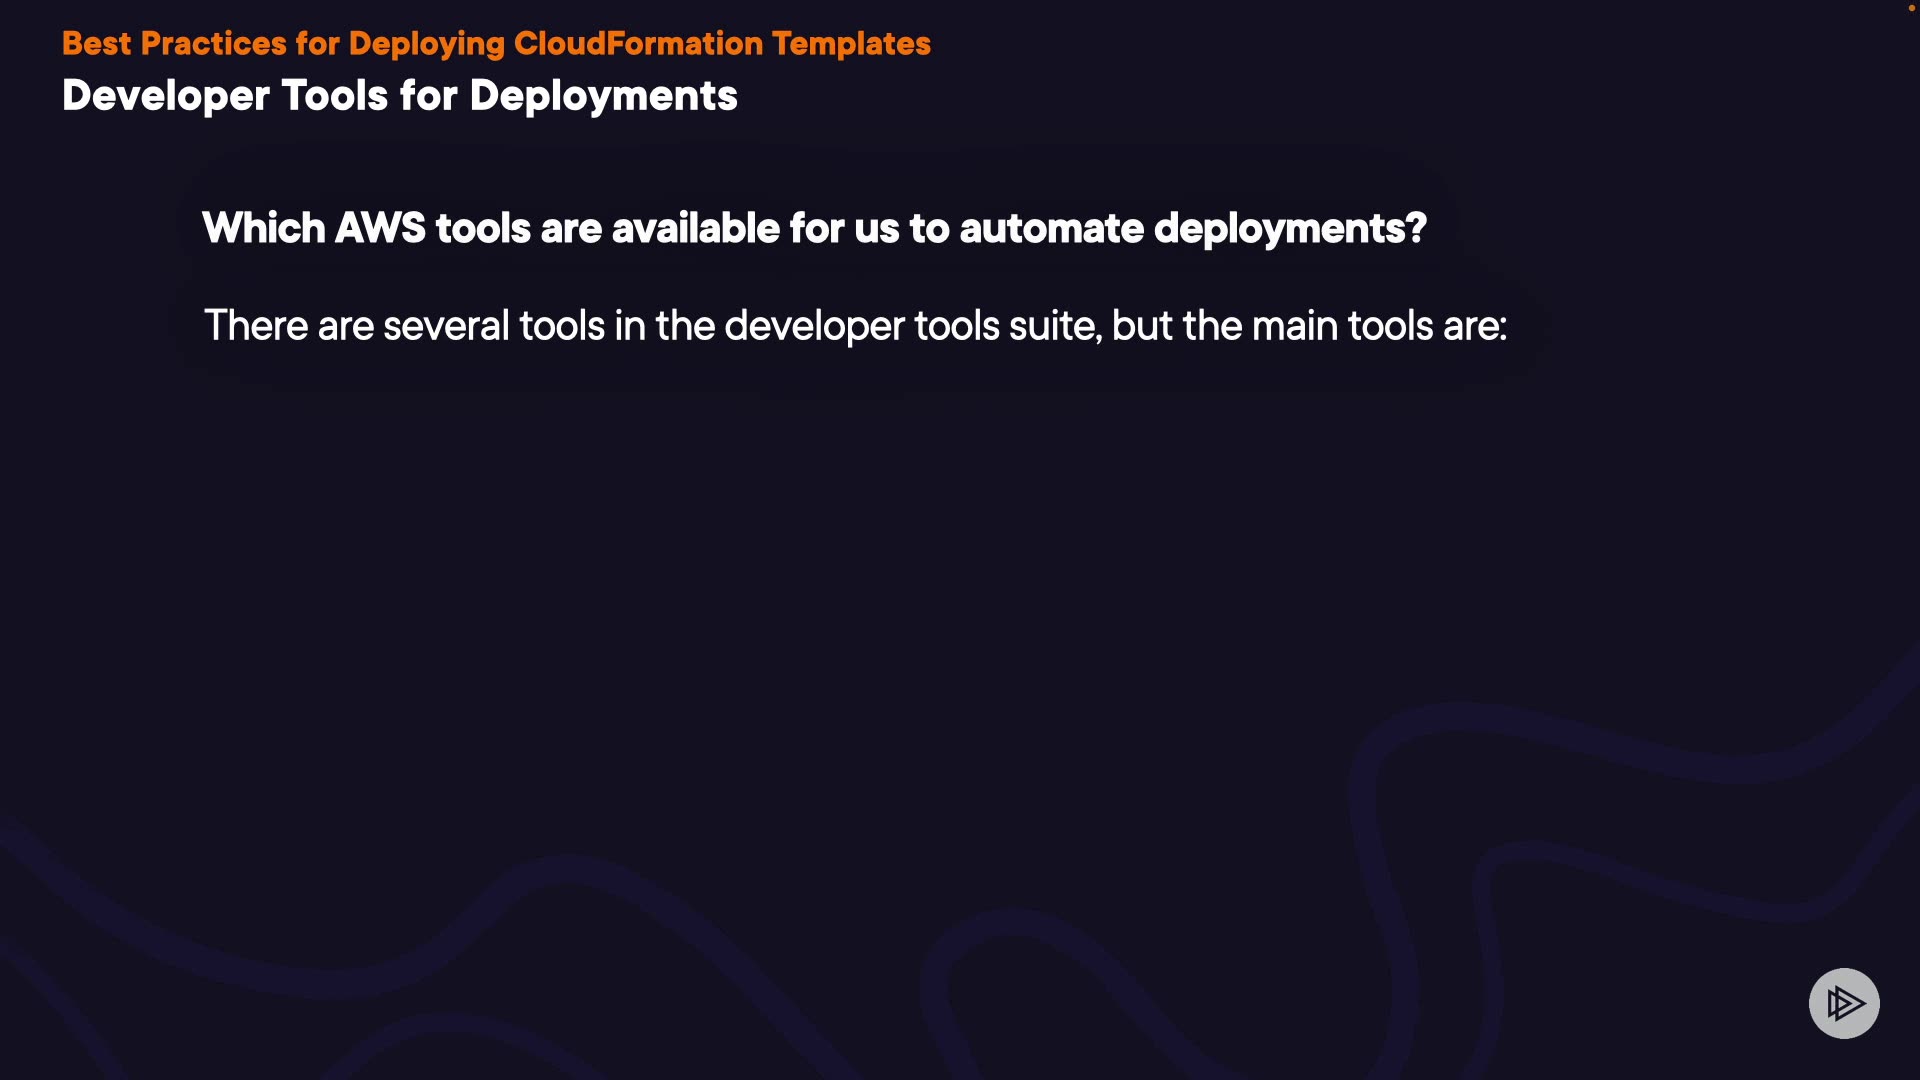 Best Practices for Deploying CloudFormation Templates
Developer Tools for Deployments
Which AWS tools are available for us to automate deployments?
There are several tools in the developer tools suite, but the main tools are: